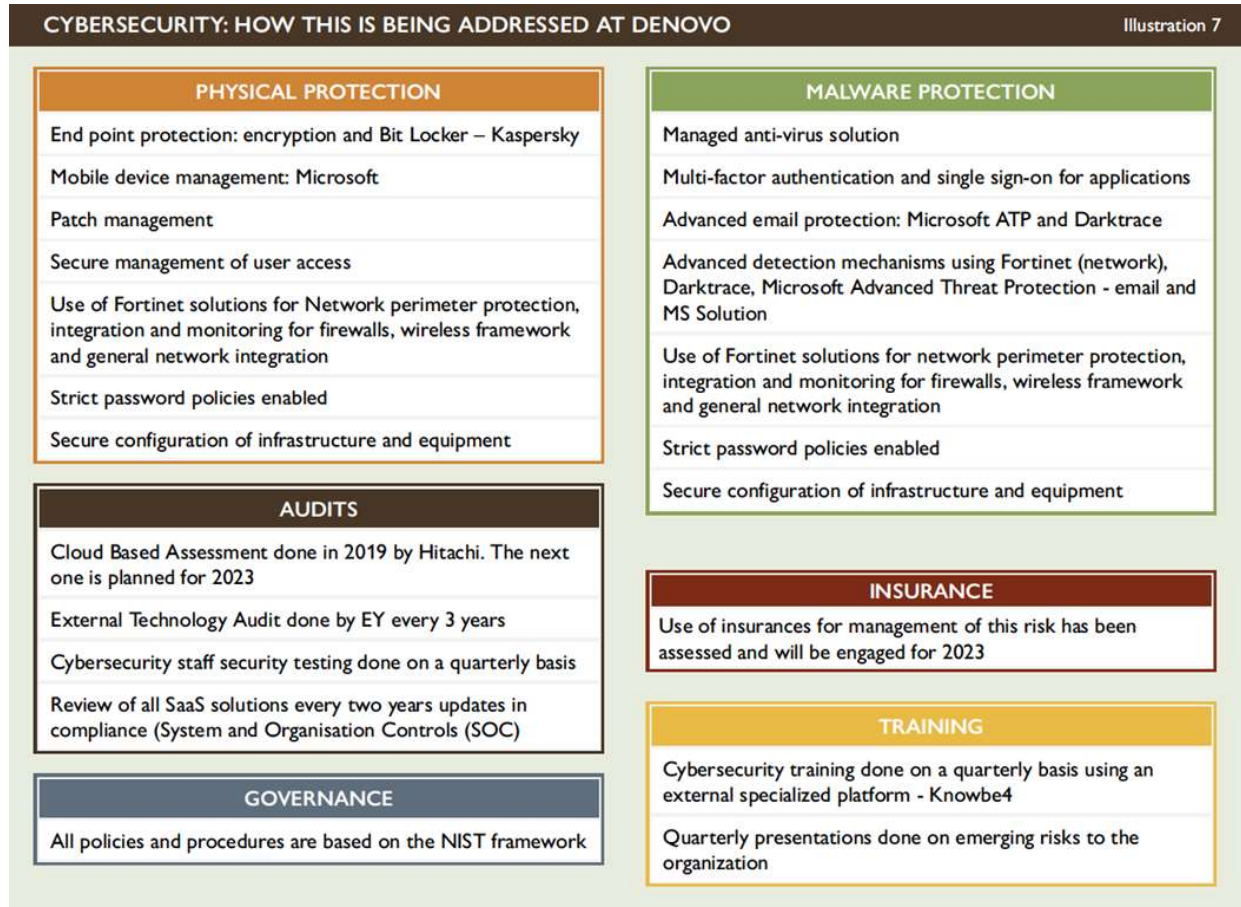 CYBERSECURITY: HOW THIS IS BEING ADDRESSED AT DENOVO
Illustration 7
PHYSICAL PROTECTION
End point protection: encryption and Bit Locker – Kaspersky
Mobile device management: Microsoft
Patch management
Secure management of user access
Use of Fortinet solutions for Network perimeter protection,
integration and monitoring for firewalls, wireless framework
and general network integration
Strict password policies enabled
Secure configuration of infrastructure and equipment
AUDITS
Cloud Based Assessment done in 2019 by Hitachi. The next
one is planned for 2023
External Technology Audit done by EY every 3 years
Cybersecurity staff security testing done on a quarterly basis
Review of all SaaS solutions every two years updates in
compliance (System and Organisation Controls (SOC)
GOVERNANCE
All policies and procedures are based on the NIST framework
MALWARE PROTECTION
Managed anti-virus solution
Multi-factor authentication and single sign-on for applications
Advanced email protection: Microsoft ATP and Darktrace
Advanced detection mechanisms using Fortinet (network),
Darktrace, Microsoft Advanced Threat Protection - email and
MS Solution
Use of Fortinet solutions for network perimeter protection,
integration and monitoring for firewalls, wireless framework
and general network integration
Strict password policies enabled
Secure configuration of infrastructure and equipment
INSURANCE
Use of insurances for management of this risk has been
assessed and will be engaged for 2023
TRAINING
Cybersecurity training done on a quarterly basis using an
external specialized platform - Knowbe4
Quarterly presentations done on emerging risks to the
organization